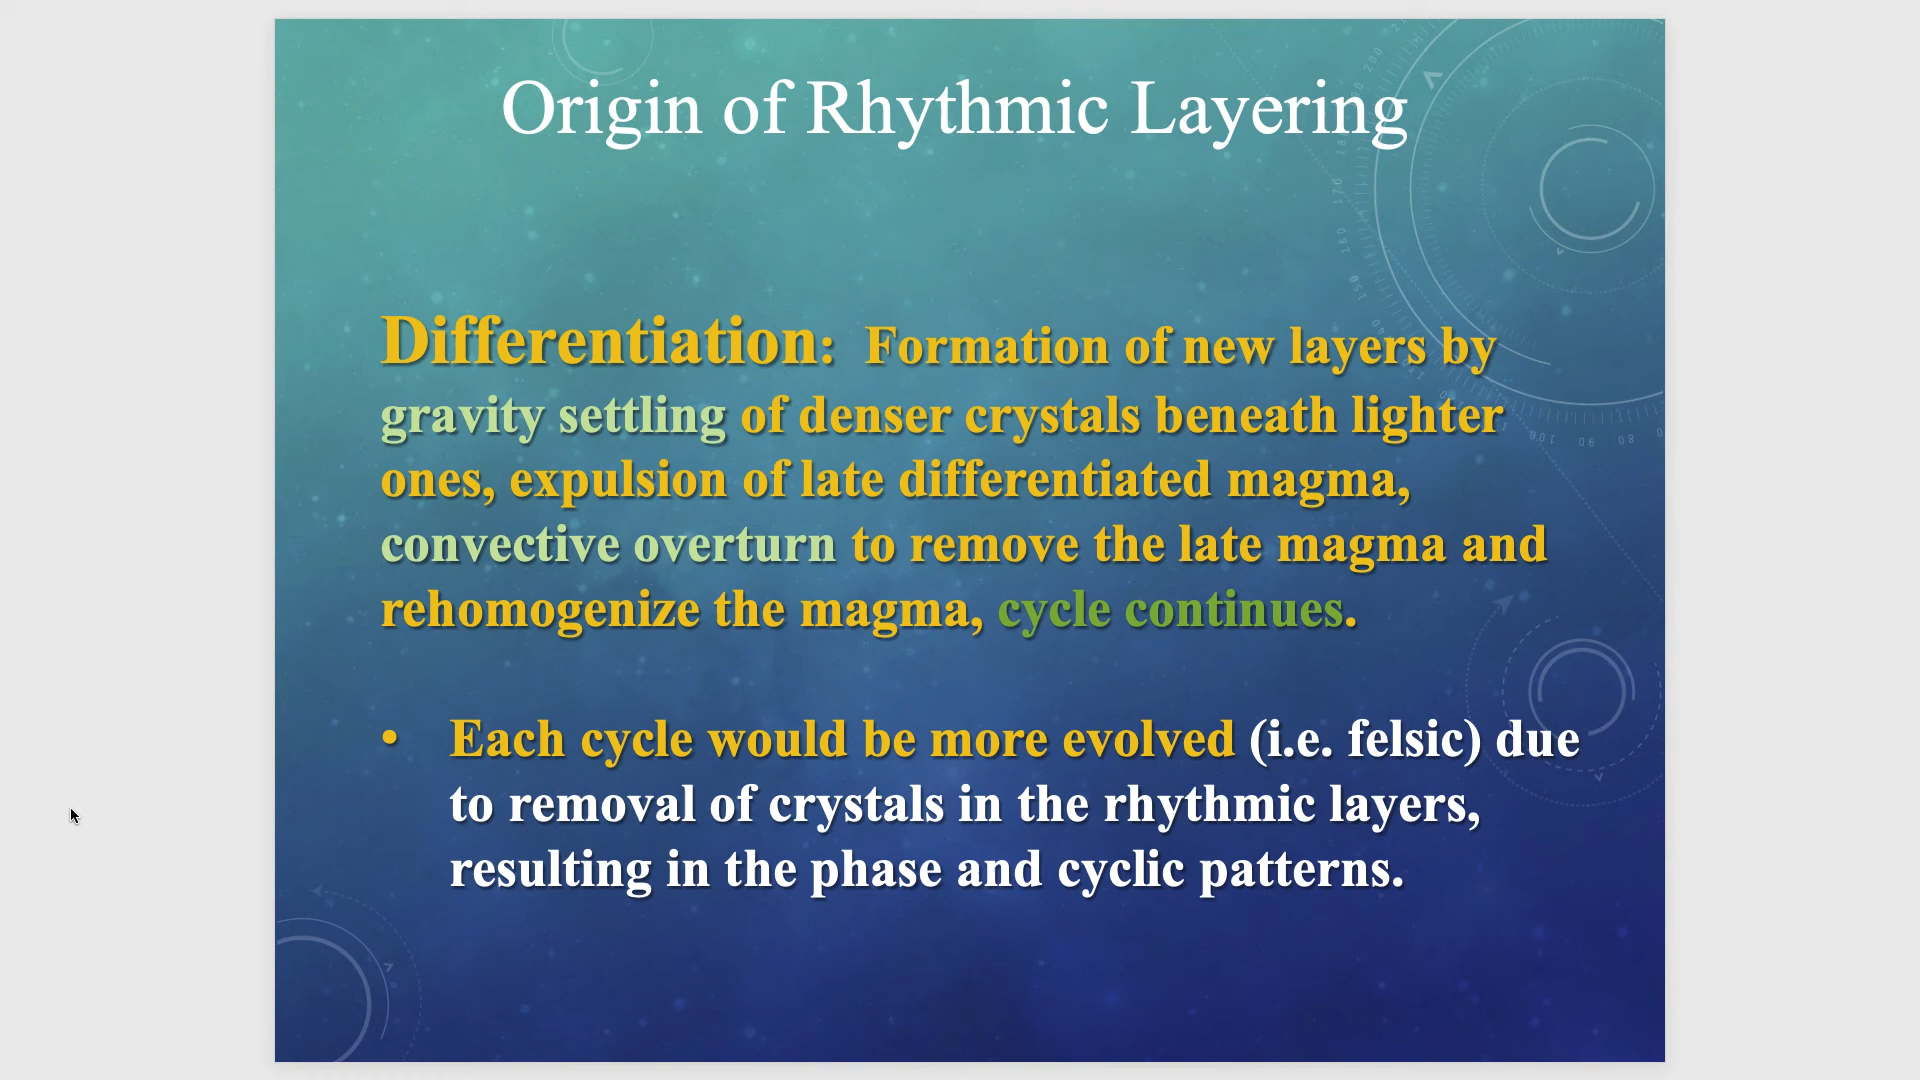 Origin of Rhythmic Layering
Differentiation: Formation of new layers by
gravity settling of denser crystals beneath lighter
ones, expulsion of late differentiated magma,
convective overturn to remove the late magma and
rehomogenize the magma, cycle continues.
• Each cycle would be more evolved (i.e. felsic) due
to removal of crystals in the rhythmic layers,
resulting in the phase and cyclic patterns.